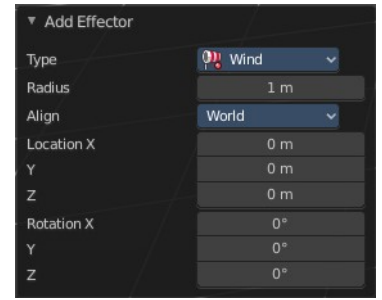 Add Effector
Type Wind
Radius 1 m
Align World
Location X 0 m
Y 0 m
Z 0 m
Rotation X 0°
Y 0°
Z 0°